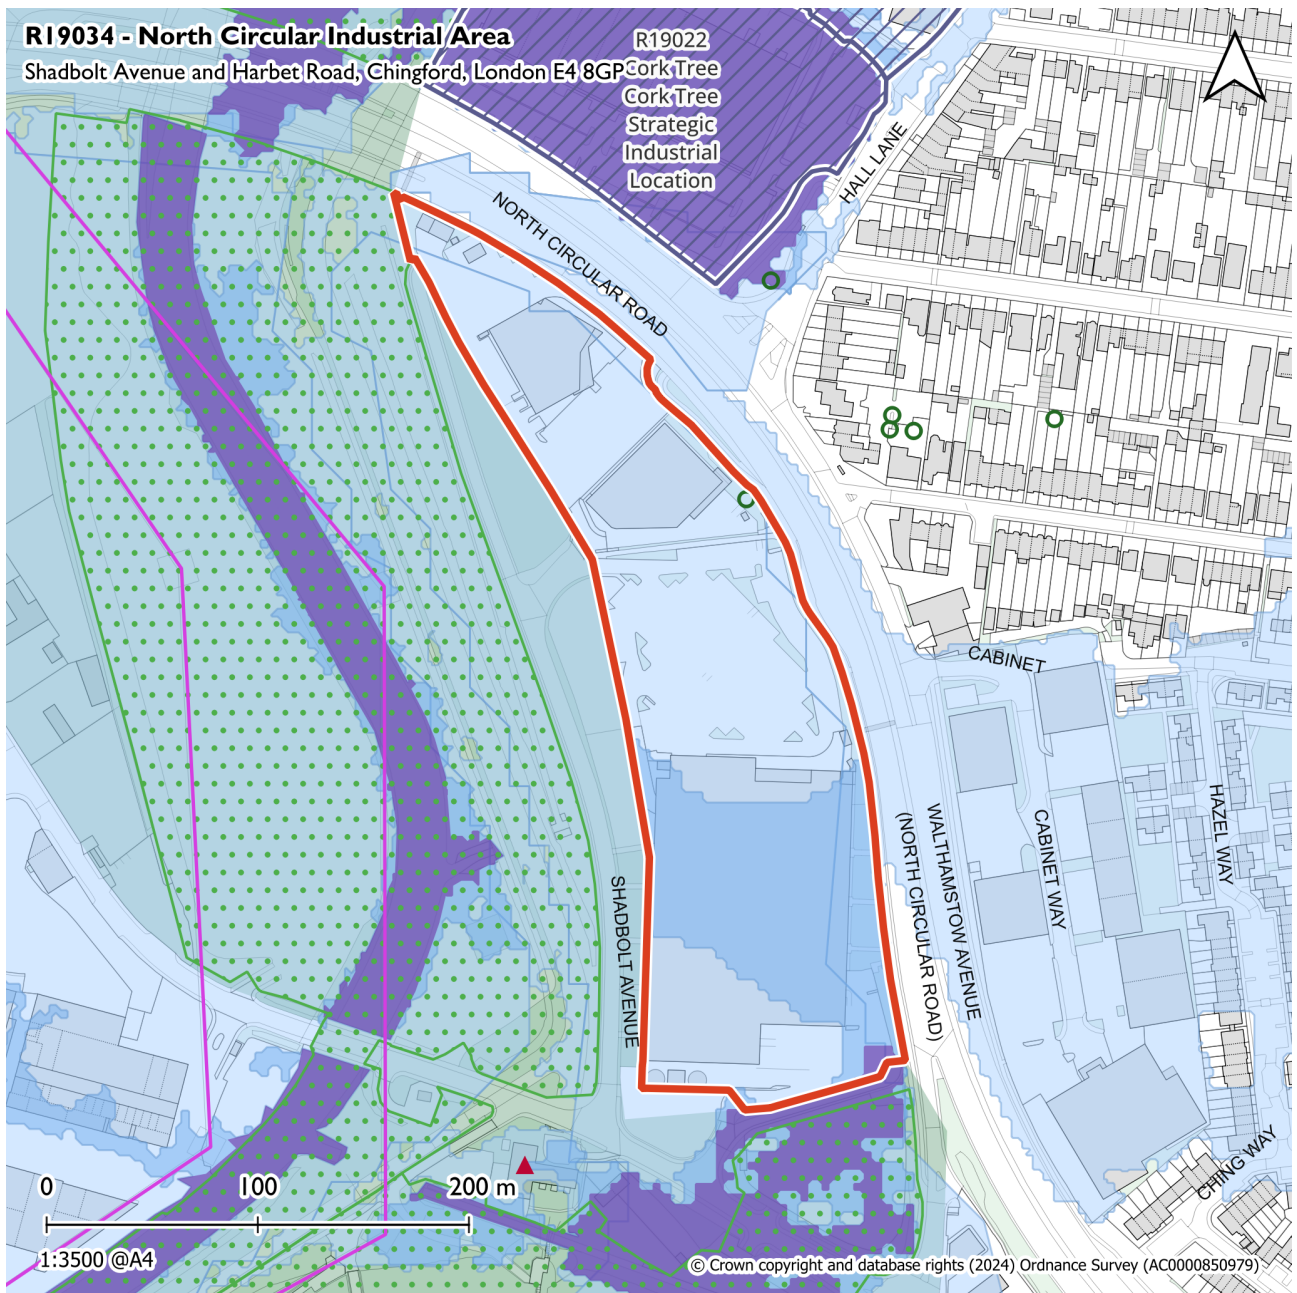 R19034 - North Circular Industrial Area
Shadbolt Avenue and Harbet Road, Chingford, London E4 8GP
R19022
Cork Tree
Cork Tree
Strategic
Industrial
Location
HALL LANE
NORTH CIRCULAR ROAD
CABINET
HAZEL WAY
CABINET WAY
WALTHAMSTOW AVENUE
(NORTH CIRCULAR ROAD)
SHADBOLT AVENUE
CHING WAY
0 100 200 m
1:3500 @A4
© Crown copyright and database rights (2024) Ordnance Survey (AC0000850979)